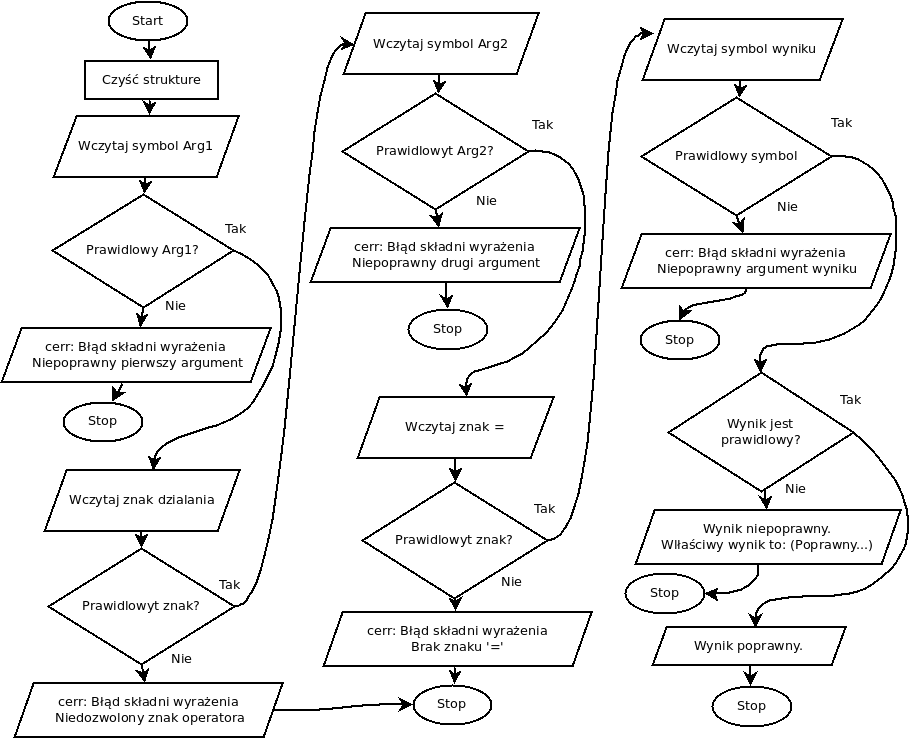 Start
Czyść strukture
Wczytaj symbol Arg1
Prawidlowy Arg1?
Tak
Nie
cerr: Błąd składni wyrażenia
Niepoprawny pierwszy argument
Stop
Wczytaj znak dzialania
Prawidlowyt znak?
Tak
Nie
cerr: Błąd składni wyrażenia
Niedozwolony znak operatora
Wczytaj symbol Arg2
Prawidlowyt Arg2?
Tak
Nie
cerr: Błąd składni wyrażenia
Niepoprawny drugi argument
Stop
Wczytaj znak =
Prawidlowyt znak?
Tak
Nie
cerr: Błąd składni wyrażenia
Brak znaku '='
Stop
Wczytaj symbol wyniku
Prawidlowy symbol
Tak
Nie
cerr: Błąd składni wyrażenia
Niepoprawny argument wyniku
Stop
Wynik jest
prawidlowy?
Tak
Nie
Wynik niepoprawny.
Włłaściwy wynik to: (Poprawny...)
Stop
Wynik poprawny.
Stop